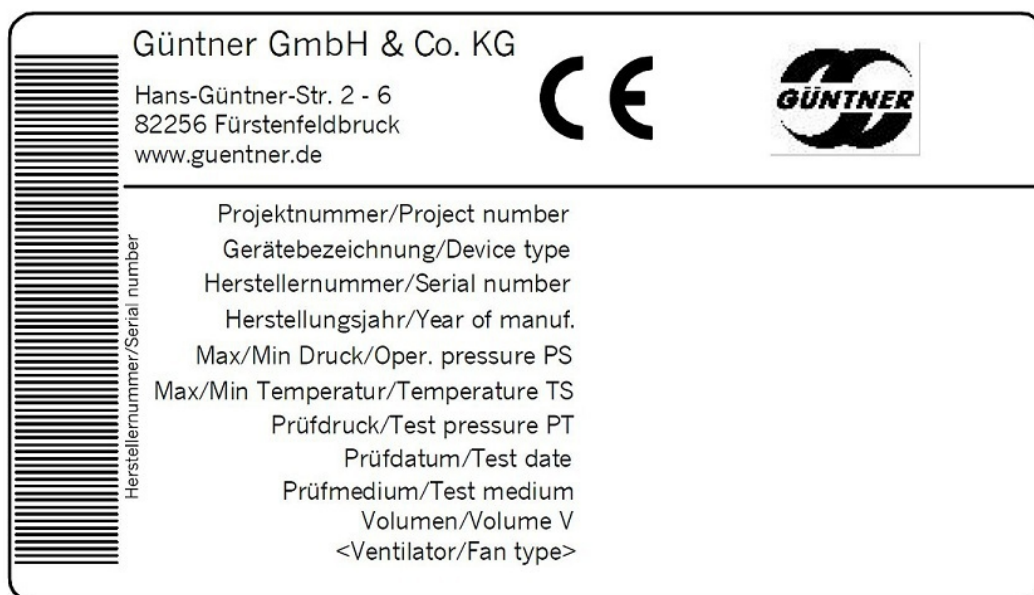 Güntner GmbH & Co. KG
Hans-Güntner-Str. 2 - 6
82256 Fürstenfeldbruck
www.guentner.de
CE
GÜNTNER
Projektnummer/Project number
Gerätebezeichnung/Device type
Herstellernummer/Serial number
Herstellungsjahr/Year of manuf.
Max/Min Druck/Oper. pressure PS
Max/Min Temperatur/Temperature TS
Prüfdruck/Test pressure PT
Prüfdatum/Test date
Prüfmedium/Test medium
Volumen/Volume V
<Ventilator/Fan type>
Herstellernummer/Serial number